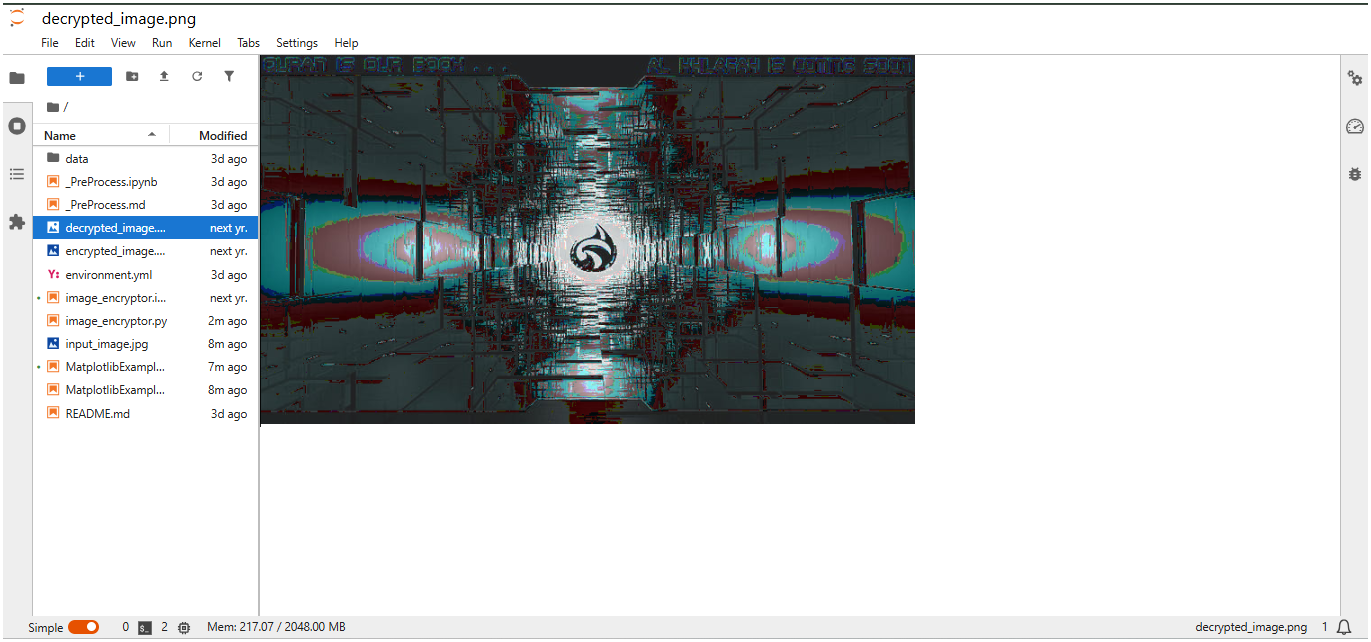 decrypted_image.png
File Edit View Run Kernel Tabs Settings Help
+
/
Name Modified
data 3d ago
_PreProcess.ipynb 3d ago
_PreProcess.md 3d ago
decrypted_image.... next yr.
encrypted_image.... next yr.
Y: environment.yml 3d ago
image_encryptor.i... next yr.
image_encryptor.py 2m ago
input_image.jpg 8m ago
MatplotlibExampl... 7m ago
MatplotlibExampl... 8m ago
README.md 3d ago
IS OUR BOOK . . .
AL IS COMING SOON
Simple 0 $_ 2 Mem: 217.07 / 2048.00 MB decrypted_image.png 1